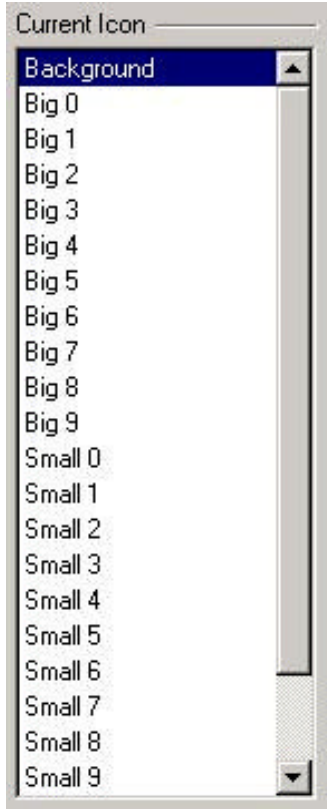 Current Icon
Background
Big 0
Big 1
Big 2
Big 3
Big 4
Big 5
Big 6
Big 7
Big 8
Big 9
Small 0
Small 1
Small 2
Small 3
Small 4
Small 5
Small 6
Small 7
Small 8
Small 9